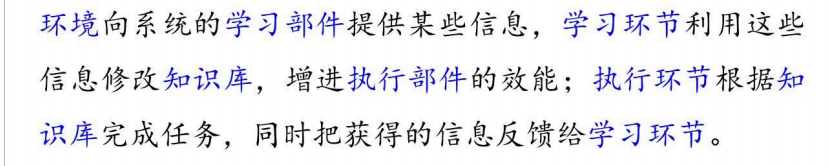 环境向系统的学习部件提供某些信息，学习环节利用这些
信息修改知识库，增进执行部件的效能；执行环节根据知
识库完成任务，同时把获得的信息反馈给学习环节。